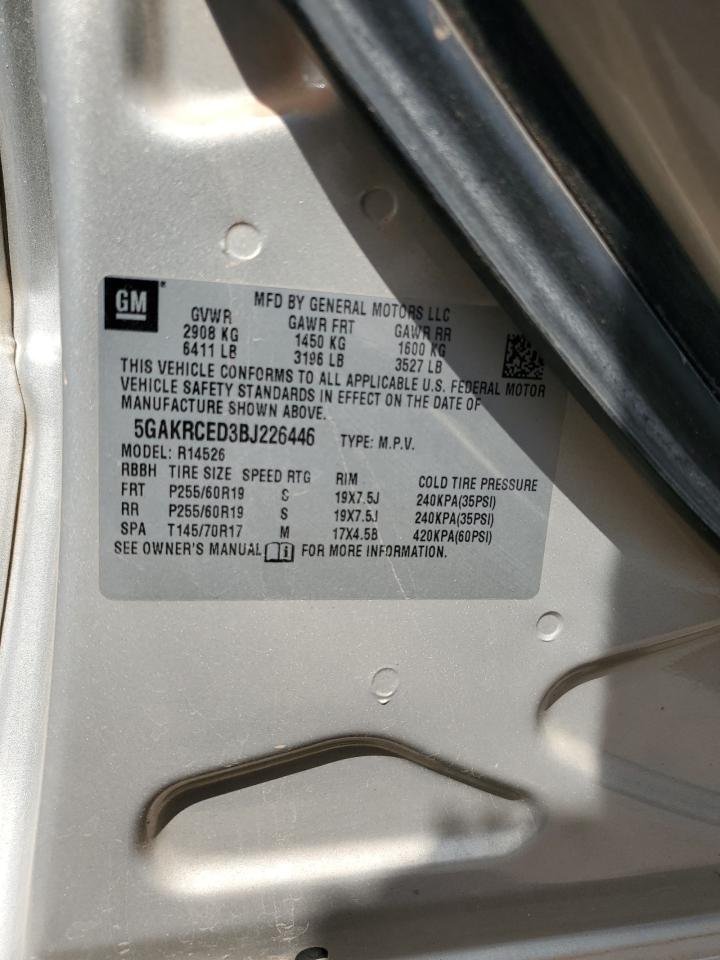 GM
MFD BY GENERAL MOTORS LLC
GVWR GAWR FRT GAWR RR
2908 KG 1450 KG 1600 KG
6411 LB 3196 LB 3527 LB
THIS VEHICLE CONFORMS TO ALL APPLICABLE U.S. FEDERAL MOTOR
VEHICLE SAFETY STANDARDS IN EFFECT ON THE DATE OF
MANUFACTURE SHOWN ABOVE.
5GAKRCED3BJ226446 TYPE: M.P.V.
MODEL: R14526
RBBH TIRE SIZE SPEED RTG RIM COLD TIRE PRESSURE
FRT P255/60R19 S 19X7.5J 240KPA(35PSI)
RR P255/60R19 S 19X7.5J 240KPA(35PSI)
SPA T145/70R17 M 17X4.5B 420KPA(60PSI)
SEE OWNER'S MANUAL FOR MORE INFORMATION.